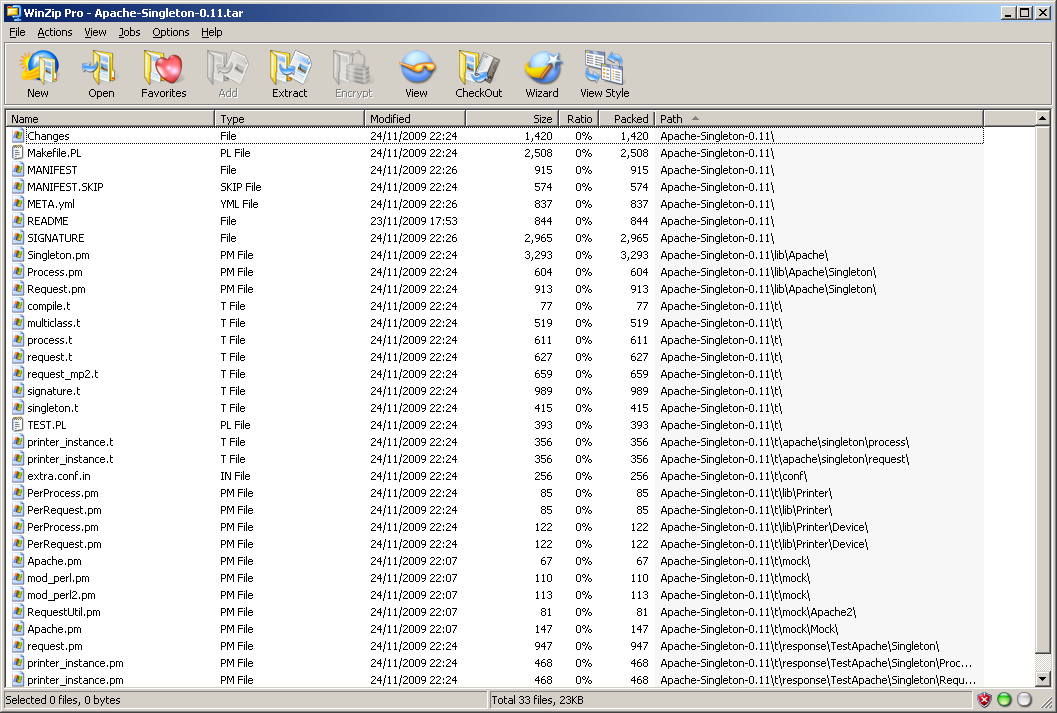 WinZip Pro - Apache-Singleton-0.11.tar
File Actions View Jobs Options Help
New Open Favorites Add Extract Encrypt View CheckOut Wizard View Style
Name Type Modified Size Ratio Packed Path
Changes File 24/11/2009 22:24 1,420 0% 1,420 Apache-Singleton-0.11\
Makefile.PL PL File 24/11/2009 22:24 2,508 0% 2,508 Apache-Singleton-0.11\
MANIFEST File 24/11/2009 22:26 915 0% 915 Apache-Singleton-0.11\
MANIFEST.SKIP SKIP File 24/11/2009 22:24 574 0% 574 Apache-Singleton-0.11\
META.yml YML File 24/11/2009 22:26 837 0% 837 Apache-Singleton-0.11\
README File 23/11/2009 17:53 844 0% 844 Apache-Singleton-0.11\
SIGNATURE File 24/11/2009 22:26 2,965 0% 2,965 Apache-Singleton-0.11\
Singleton.pm PM File 24/11/2009 22:24 3,293 0% 3,293 Apache-Singleton-0.11\lib\Apache\
Process.pm PM File 24/11/2009 22:24 604 0% 604 Apache-Singleton-0.11\lib\Apache\Singleton\
Request.pm PM File 24/11/2009 22:24 913 0% 913 Apache-Singleton-0.11\lib\Apache\Singleton\
compile.t T File 24/11/2009 22:24 77 0% 77 Apache-Singleton-0.11\t\
multiclass.t T File 24/11/2009 22:24 519 0% 519 Apache-Singleton-0.11\t\
process.t T File 24/11/2009 22:24 611 0% 611 Apache-Singleton-0.11\t\
request.t T File 24/11/2009 22:24 627 0% 627 Apache-Singleton-0.11\t\
request_mp2.t T File 24/11/2009 22:24 659 0% 659 Apache-Singleton-0.11\t\
signature.t T File 24/11/2009 22:24 989 0% 989 Apache-Singleton-0.11\t\
singleton.t T File 24/11/2009 22:24 415 0% 415 Apache-Singleton-0.11\t\
TEST.PL PL File 24/11/2009 22:24 393 0% 393 Apache-Singleton-0.11\t\
printer_instance.t T File 24/11/2009 22:24 356 0% 356 Apache-Singleton-0.11\t\apache\singleton\process\
printer_instance.t T File 24/11/2009 22:24 356 0% 356 Apache-Singleton-0.11\t\apache\singleton\request\
extra.conf.in IN File 24/11/2009 22:24 256 0% 256 Apache-Singleton-0.11\t\conf\
PerProcess.pm PM File 24/11/2009 22:24 85 0% 85 Apache-Singleton-0.11\t\lib\Printer\
PerRequest.pm PM File 24/11/2009 22:24 85 0% 85 Apache-Singleton-0.11\t\lib\Printer\
PerProcess.pm PM File 24/11/2009 22:24 122 0% 122 Apache-Singleton-0.11\t\lib\Printer\Device\
PerRequest.pm PM File 24/11/2009 22:24 122 0% 122 Apache-Singleton-0.11\t\lib\Printer\Device\
Apache.pm PM File 24/11/2009 22:07 67 0% 67 Apache-Singleton-0.11\t\mock\
mod_perl.pm PM File 24/11/2009 22:07 110 0% 110 Apache-Singleton-0.11\t\mock\
mod_perl2.pm PM File 24/11/2009 22:07 113 0% 113 Apache-Singleton-0.11\t\mock\
RequestUtil.pm PM File 24/11/2009 22:07 81 0% 81 Apache-Singleton-0.11\t\mock\Apache2\
Apache.pm PM File 24/11/2009 22:07 147 0% 147 Apache-Singleton-0.11\t\mock\Mock\
request.pm PM File 24/11/2009 22:24 947 0% 947 Apache-Singleton-0.11\t\response\TestApache\Singleton\
printer_instance.pm PM File 24/11/2009 22:24 468 0% 468 Apache-Singleton-0.11\t\response\TestApache\Singleton\Proc...
printer_instance.pm PM File 24/11/2009 22:24 468 0% 468 Apache-Singleton-0.11\t\response\TestApache\Singleton\Requ...
Selected 0 files, 0 bytes Total 33 files, 23KB